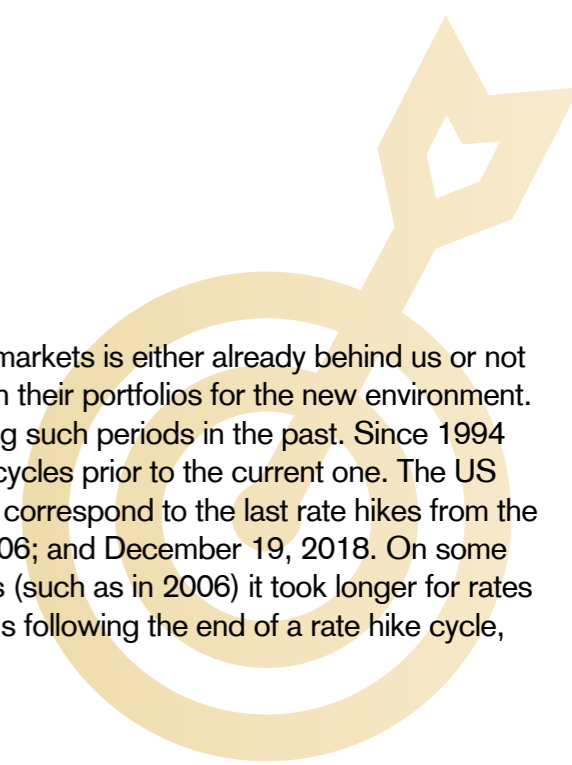 markets is either already behind us or not
their portfolios for the new environment.
such periods in the past. Since 1994
cycles prior to the current one. The US
correspond to the last rate hikes from the
06; and December 19, 2018. On some
(such as in 2006) it took longer for rates
following the end of a rate hike cycle,